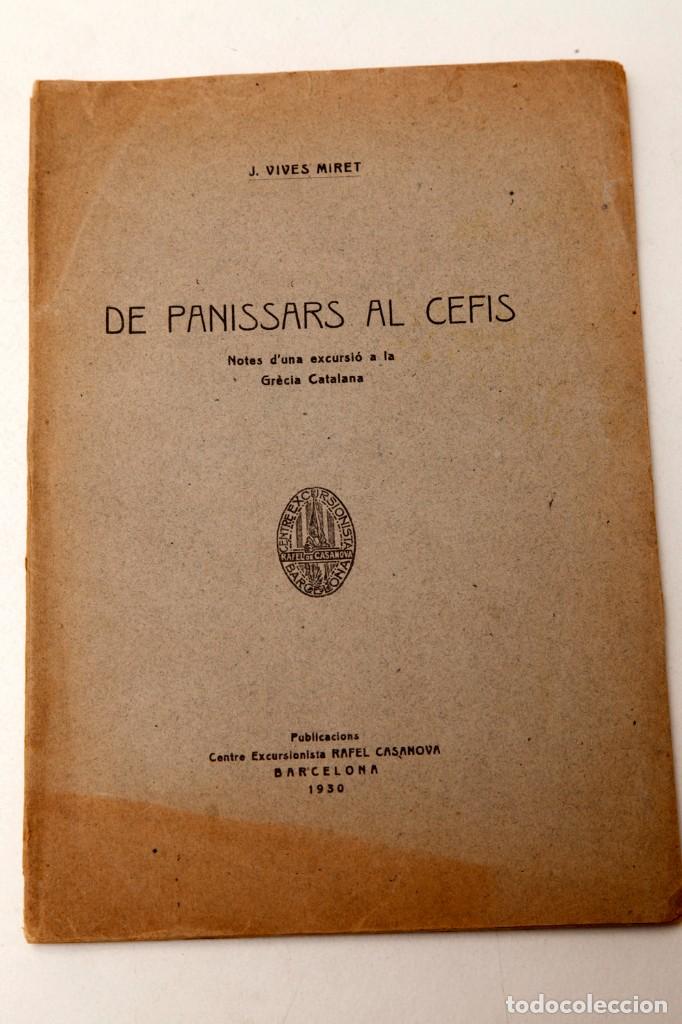 J. VIVES MIRET
DE PANISSARS AL CEFIS
Notes d'una excursió a la
Grècia Catalana
CENTRE EXCURSIONISTA
RAFEL DE CASANOVA
BARCELONA
Publicacions
Centre Excursionista RAFEL CASANOVA
BARCELONA
1930
todocoleccion